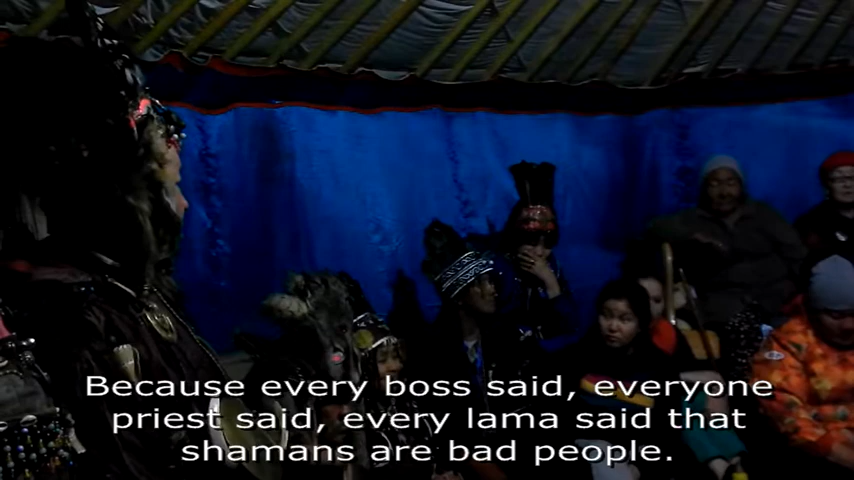 Because every boss said, everyone
priest said, every lama said that
shamans are bad people.